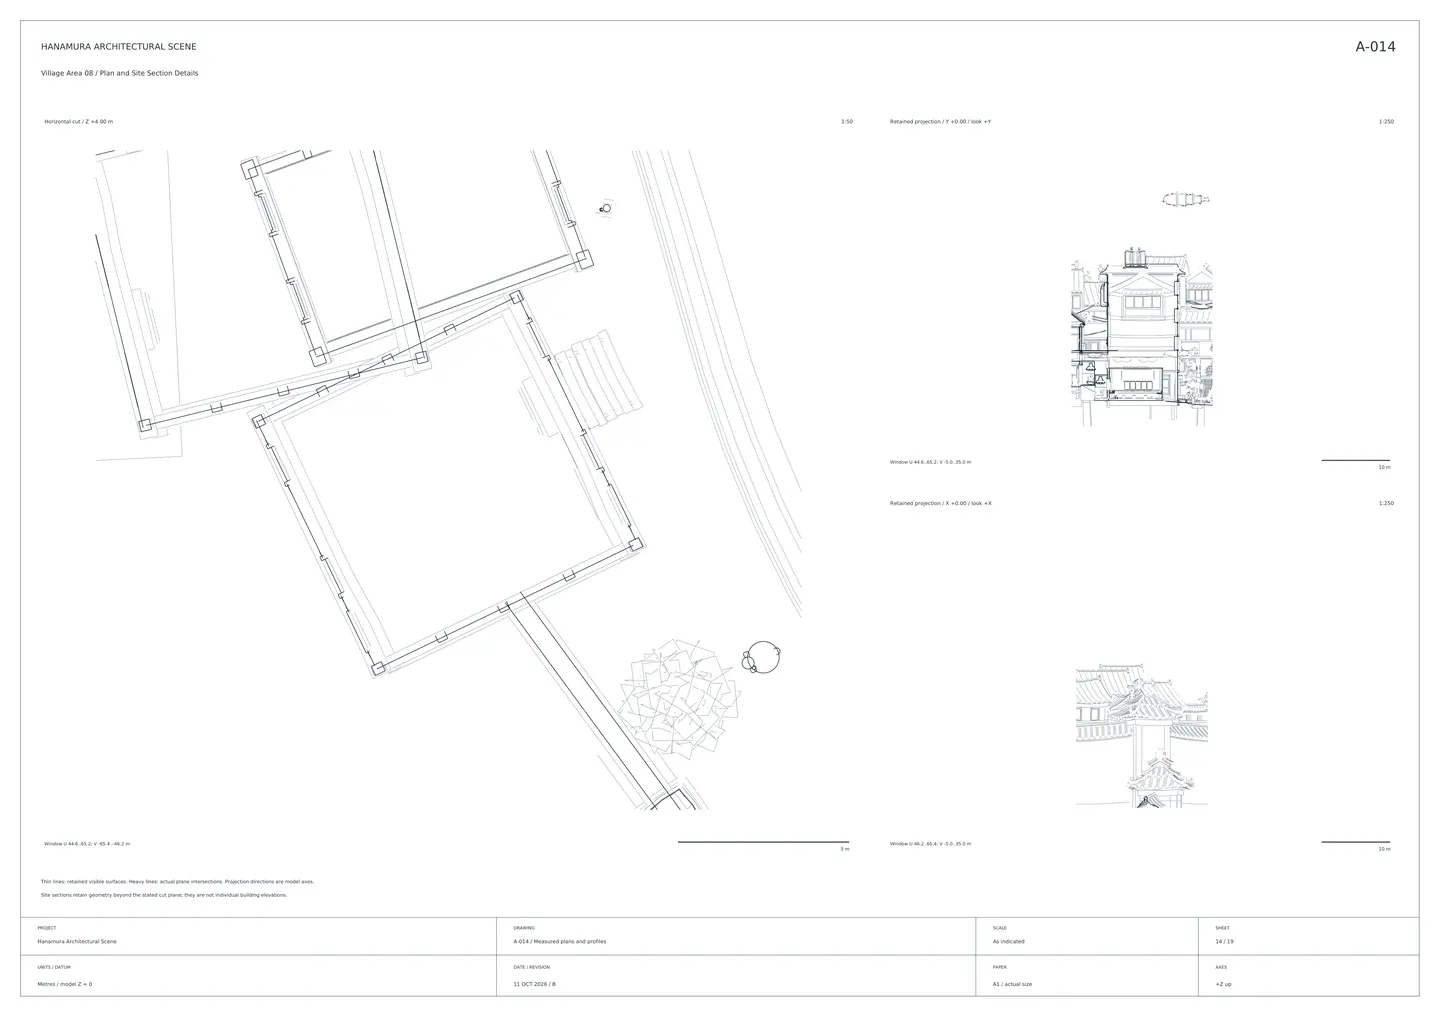 HANAMURA ARCHITECTURAL SCENE
A-014
Village Area 08 / Plan and Site Section Details
Horizontal cut / Z +4.00 m
1:50
Retained projection / Y +0.00 / look +Y
1:250
Window U 44.6..65.2; V -5.0..35.0 m
10 m
Retained projection / X +0.00 / look +X
1:250
Window U 44.6..65.2; V -65.4..-46.2 m
5 m
Window U 46.2..65.4; V -5.0..35.0 m
10 m
Thin lines: retained visible surfaces. Heavy lines: actual plane intersections. Projection directions are model axes.
Site sections retain geometry beyond the stated cut plane; they are not individual building elevations.
PROJECT
Hanamura Architectural Scene
DRAWING
A-014 / Measured plans and profiles
SCALE
As indicated
SHEET
14 / 19
UNITS / DATUM
Metres / model Z = 0
DATE / REVISION
11 OCT 2026 / B
PAPER
A1 / actual size
AXES
+Z up